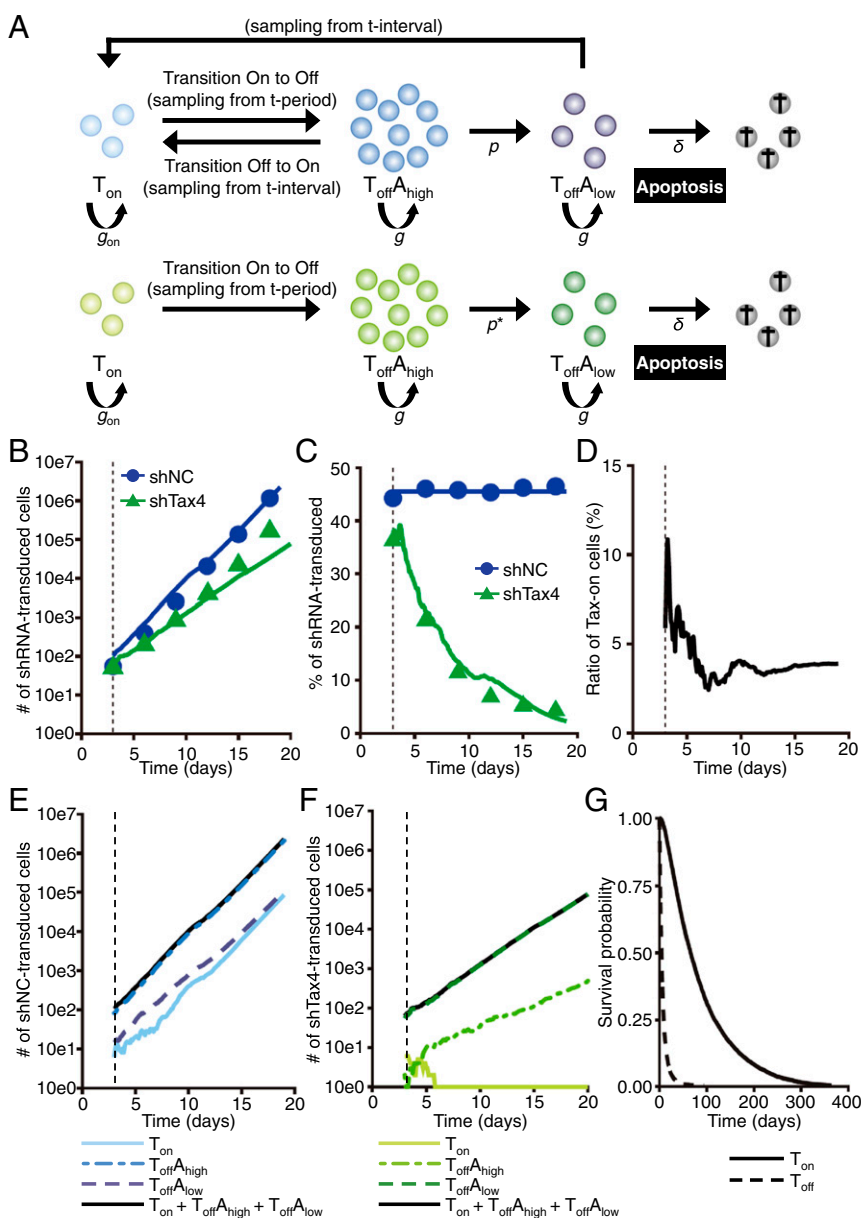 A
(sampling from t-interval)
Transition On to Off
(sampling from t-period)
Transition Off to On
(sampling from t-interval)
p
δ
Ton
ToffAhigh
ToffAlow
Apoptosis
gon
g
g
Transition On to Off
(sampling from t-period)
p*
δ
Ton
ToffAhigh
ToffAlow
Apoptosis
gon
g
g
B
# of shRNA-transduced cells
10e7
10e6
10e5
10e4
10e3
10e2
10e1
10e0
shNC
shTax4
0 5 10 15 20
Time (days)
C
% of shRNA-transduced
50
40
30
20
10
0
shNC
shTax4
0 5 10 15 20
Time (days)
D
Ratio of Tax-on cells (%)
15
10
5
0
0 5 10 15 20
Time (days)
E
# of shNC-transduced cells
10e7
10e6
10e5
10e4
10e3
10e2
10e1
10e0
0 5 10 15 20
Time (days)
Ton
ToffAhigh
ToffAlow
Ton + ToffAhigh + ToffAlow
F
# of shTax4-transduced cells
10e7
10e6
10e5
10e4
10e3
10e2
10e1
10e0
0 5 10 15 20
Time (days)
Ton
ToffAhigh
ToffAlow
Ton + ToffAhigh + ToffAlow
G
Survival probability
1.00
0.75
0.50
0.25
0.00
0 100 200 300 400
Time (days)
Ton
Toff